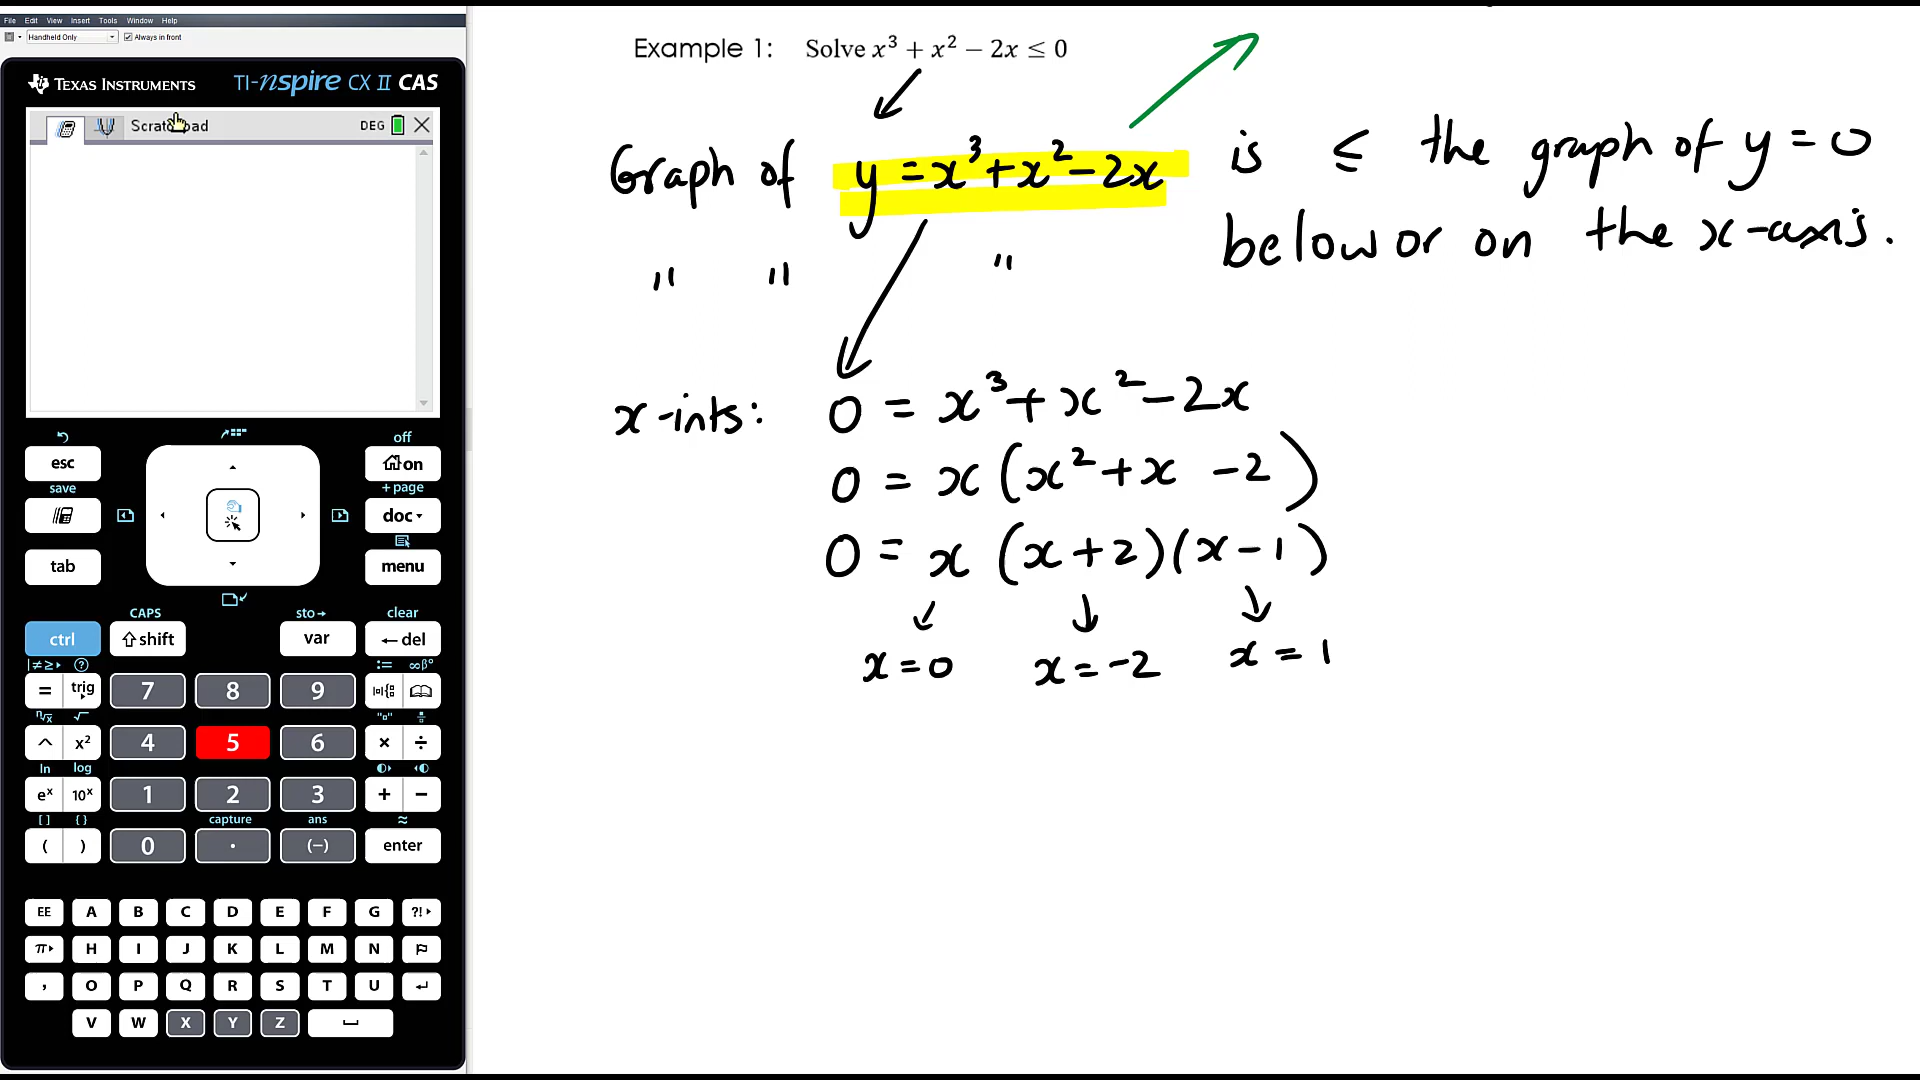 File Edit View Insert Tools Window Help
Handheld Only Always in front
TEXAS INSTRUMENTS TI-nspire CX II CAS
DEG
off
esc on
save + page
doc
tab menu
CAPS sto→ clear
ctrl ⇧shift var ←del
|≠≥▸ ? := ∞β°
= trig 7 8 9
ⁿ√x √ "▫"
^ x² 4 5 6 × ÷
ln log
eˣ 10ˣ 1 2 3 + −
[ ] { } capture ans ≈
( ) 0 . (−) enter
EE A B C D E F G ?!▸
π▸ H I J K L M N
, O P Q R S T U ↵
V W X Y Z
Example 1: Solve x³ + x² − 2x ≤ 0
Graph of y = x³ + x² − 2x is ≤ the graph of y = 0
" " " below or on the x-axis.
x-ints: 0 = x³ + x² − 2x
0 = x (x² + x − 2)
0 = x (x + 2)(x − 1)
x = 0 x = −2 x = 1